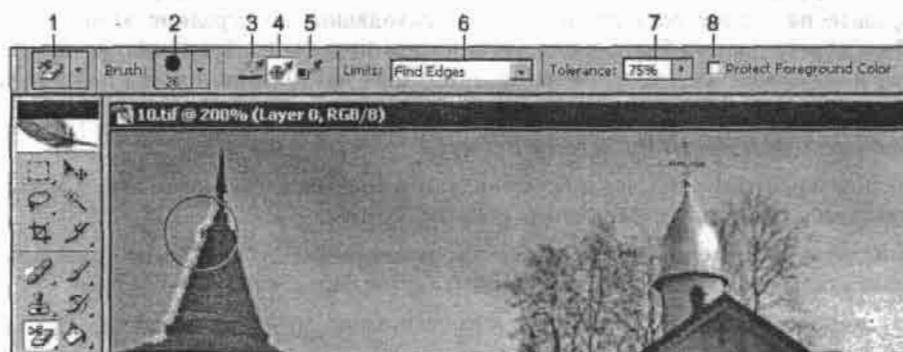 1 2 3 4 5 6 7 8
Brush: 26 Limits: Find Edges Tolerance: 75% Protect Foreground Color
10.tif @ 200% (Layer 0, RGB/8)